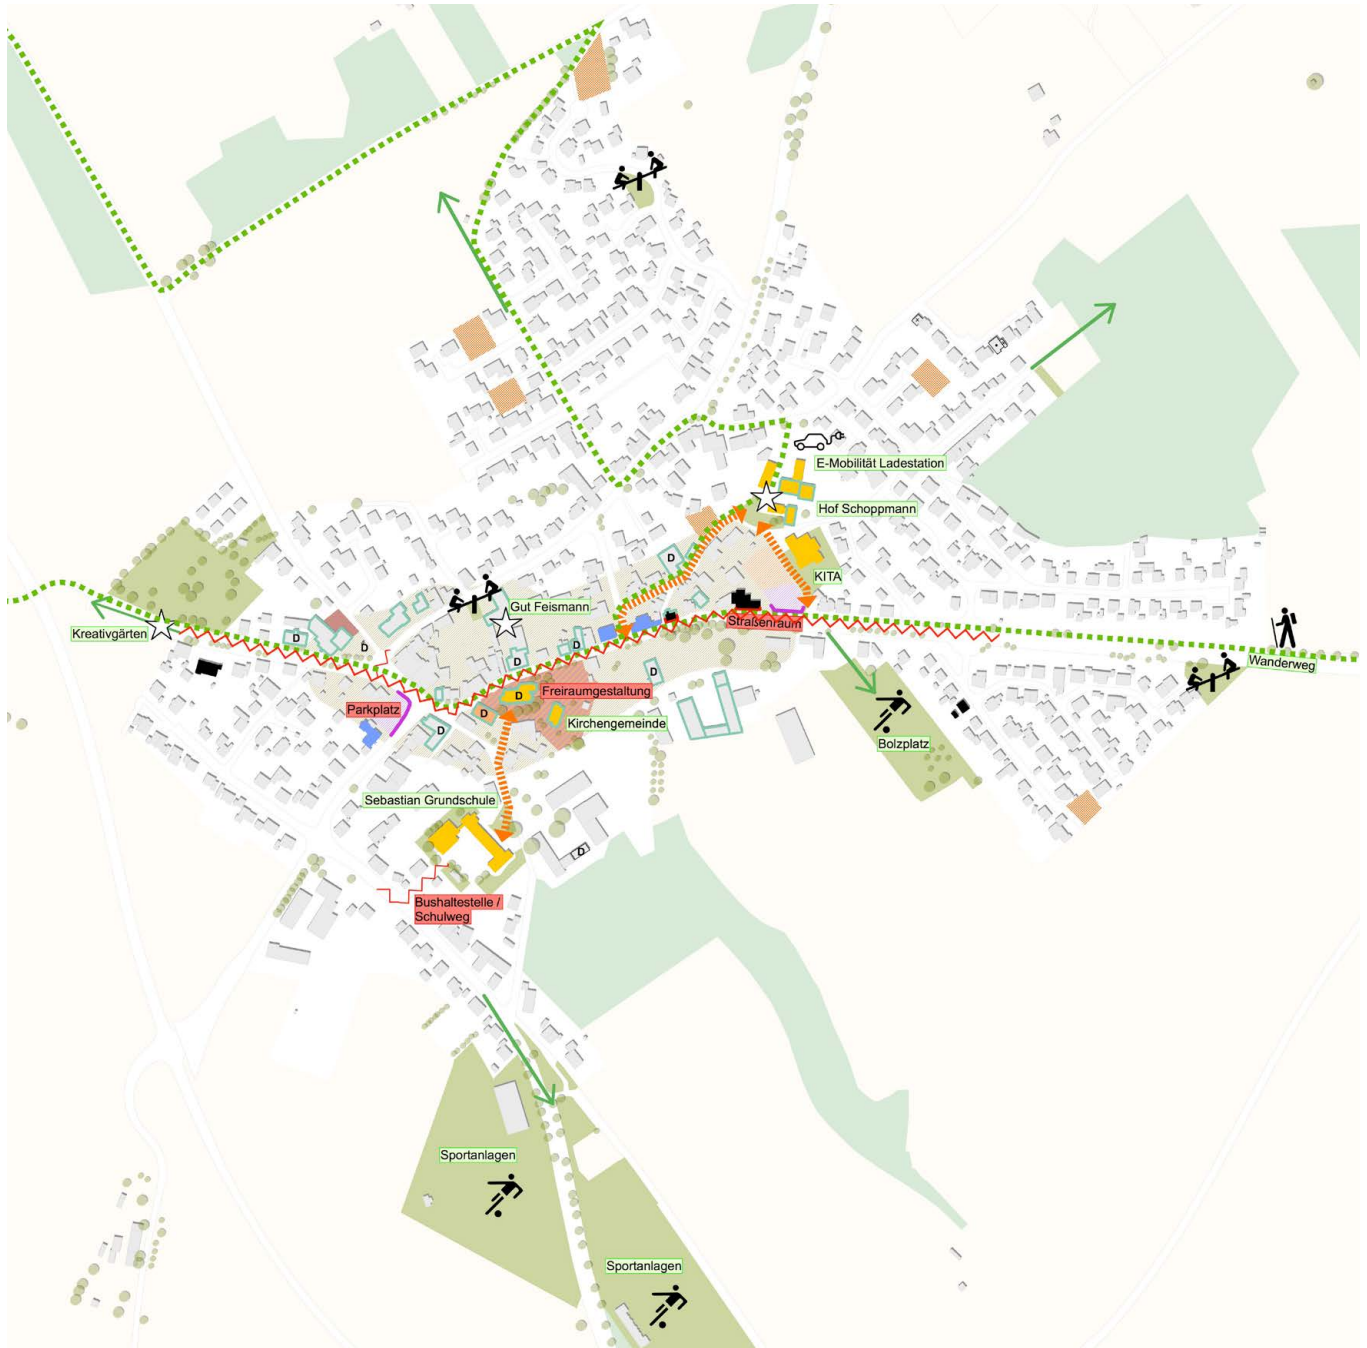 E-Mobilität Ladestation
Hof Schoppmann
D
KITA
Gut Feismann
Straßenraum
Kreativgärten
D
D
D
D
D
Wanderweg
D
Freiraumgestaltung
Parkplatz
D
Kirchengemeinde
D
Bolzplatz
Sebastian Grundschule
D
Bushaltestelle /
Schulweg
Sportanlagen
Sportanlagen